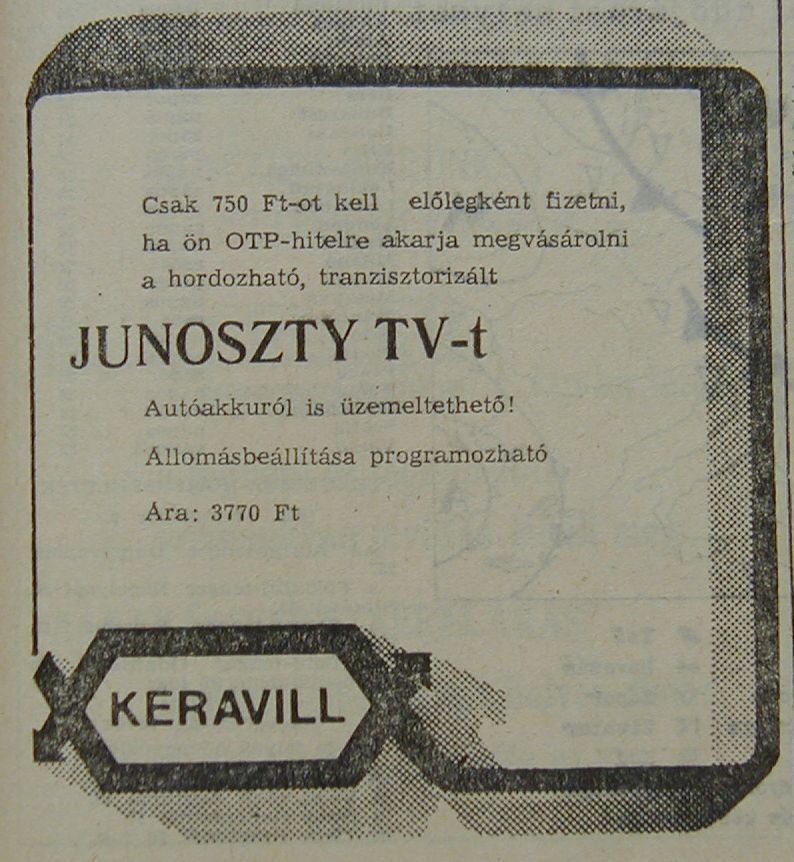 Csak 750 Ft-ot kell előlegként fizetni,
ha ön OTP-hitelre akarja megvásárolni
a hordozható, tranzisztorizált
JUNOSZTY TV-t
Autóakkuról is üzemeltethető!
Állomásbeállítása programozható
Ára: 3770 Ft
KERAVILL